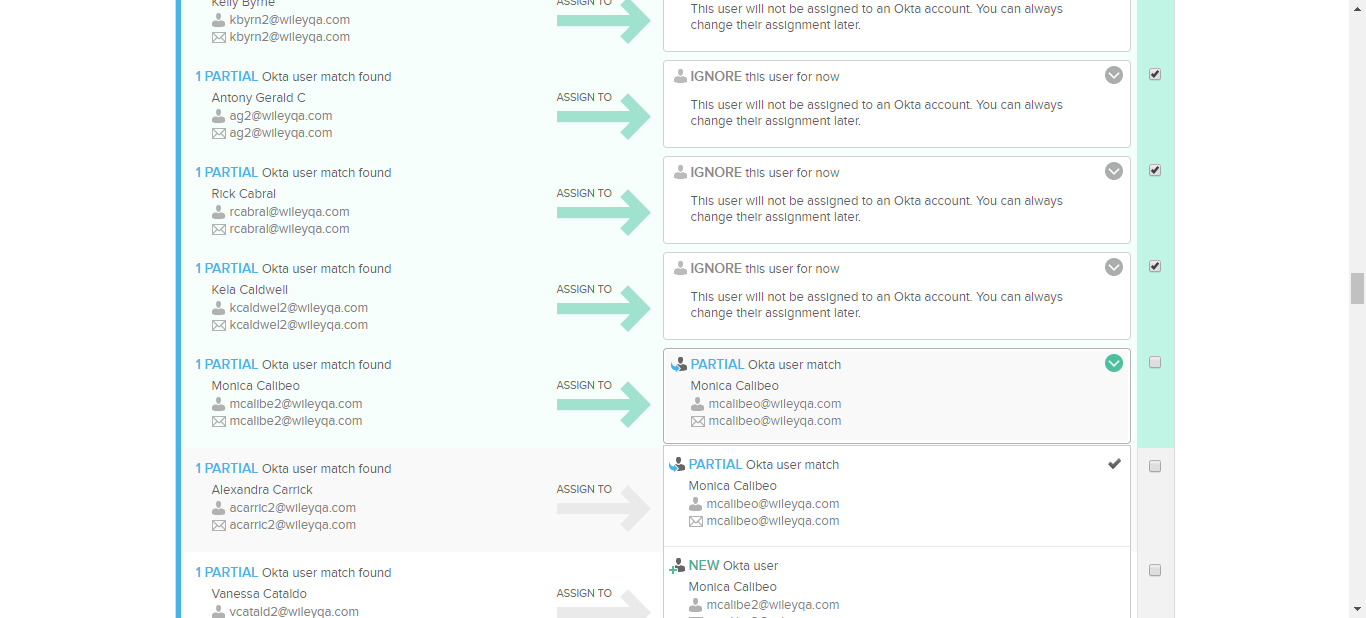 Kelly Byrne
kbyrn2@wileyqa.com
kbyrn2@wileyqa.com
ASSIGN TO
This user will not be assigned to an Okta account. You can always
change their assignment later.
1 PARTIAL Okta user match found
Antony Gerald C
ag2@wileyqa.com
ag2@wileyqa.com
ASSIGN TO
IGNORE this user for now
This user will not be assigned to an Okta account. You can always
change their assignment later.
1 PARTIAL Okta user match found
Rick Cabral
rcabral@wileyqa.com
rcabral@wileyqa.com
ASSIGN TO
IGNORE this user for now
This user will not be assigned to an Okta account. You can always
change their assignment later.
1 PARTIAL Okta user match found
Kela Caldwell
kcaldwel2@wileyqa.com
kcaldwel2@wileyqa.com
ASSIGN TO
IGNORE this user for now
This user will not be assigned to an Okta account. You can always
change their assignment later.
1 PARTIAL Okta user match found
Monica Calibeo
mcalibe2@wileyqa.com
mcalibe2@wileyqa.com
ASSIGN TO
PARTIAL Okta user match
Monica Calibeo
mcalibeo@wileyqa.com
mcalibeo@wileyqa.com
1 PARTIAL Okta user match found
Alexandra Carrick
acarric2@wileyqa.com
acarric2@wileyqa.com
ASSIGN TO
PARTIAL Okta user match
Monica Calibeo
mcalibeo@wileyqa.com
mcalibeo@wileyqa.com
1 PARTIAL Okta user match found
Vanessa Cataldo
vcatald2@wileyqa.com
ASSIGN TO
NEW Okta user
Monica Calibeo
mcalibe2@wileyqa.com